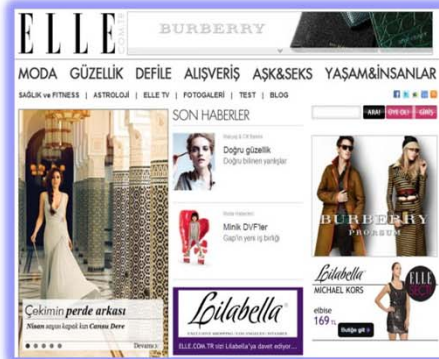 ELLE
.COM.TR
BURBERRY
MODA GÜZELLİK DEFİLE ALIŞVERİŞ AŞK&SEKS YAŞAM&İNSANLAR
SAĞLIK ve FITNESS | ASTROLOJİ | ELLE TV | FOTOGALERİ | TEST | BLOG
SON HABERLER
ARA! ÜYE OL! GİRİŞ
Doğru güzellik
Doğru bilinen yanlışlar
Minik DVF'ler
Gap'in yeni iş birliği
BURBERRY
PRORSUM
Çekimin perde arkası
Nisan sayısı kapak kızı Cansu Dere
Devamı
Lilabella
ELLE.COM.TR sizi Lilabella'ya davet ediyor...
Lilabella
MICHAEL KORS
elbise
169 TL
ELLE